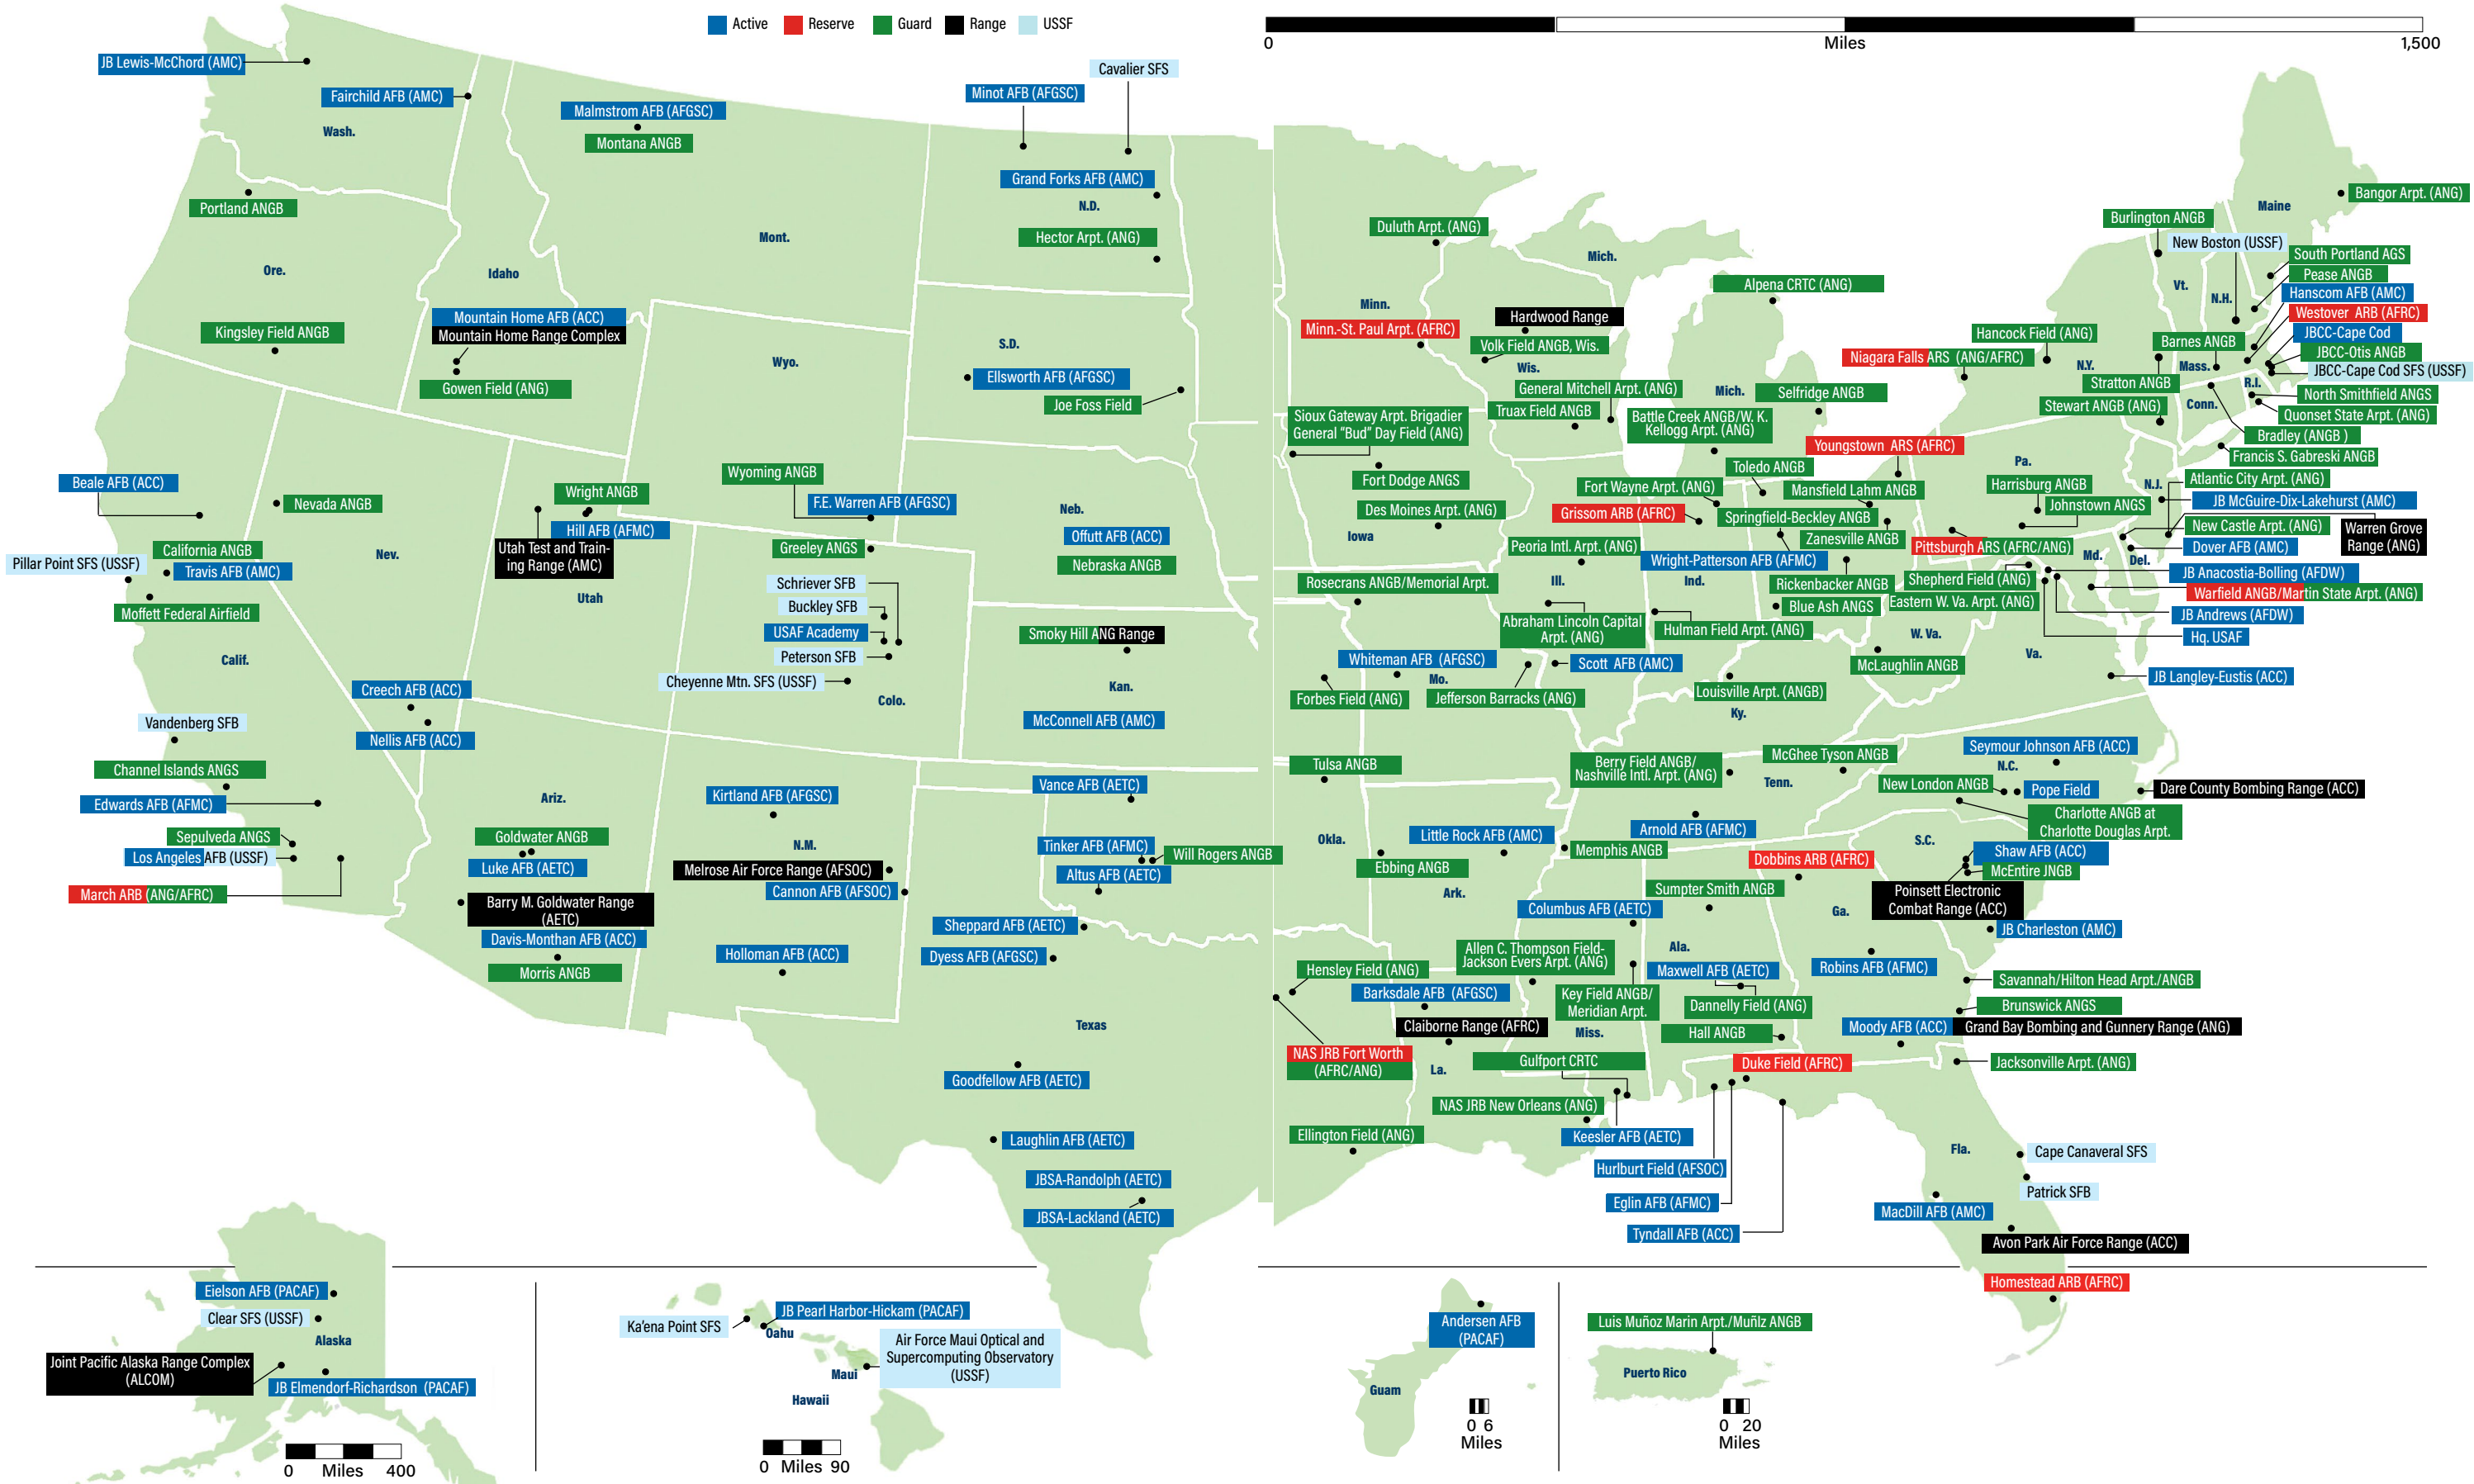 Active
Reserve
Guard
Range
USSF
0
Miles
1,500
JB Lewis-McChord (AMC)
Fairchild AFB (AMC)
Wash.
Malmstrom AFB (AFGSC)
Montana ANGB
Minot AFB (AFGSC)
Cavalier SFS
Grand Forks AFB (AMC)
N.D.
Hector Arpt. (ANG)
Portland ANGB
Ore.
Idaho
Mont.
Kingsley Field ANGB
Mountain Home AFB (ACC)
Mountain Home Range Complex
Gowen Field (ANG)
Wyo.
S.D.
Ellsworth AFB (AFGSC)
Joe Foss Field
Beale AFB (ACC)
Nevada ANGB
Wright ANGB
Hill AFB (AFMC)
Utah Test and Train-
ing Range (AMC)
Wyoming ANGB
F.E. Warren AFB (AFGSC)
Neb.
Offutt AFB (ACC)
Nebraska ANGB
California ANGB
Pillar Point SFS (USSF)
Travis AFB (AMC)
Moffett Federal Airfield
Nev.
Utah
Greeley ANGS
Schriever SFB
Buckley SFB
USAF Academy
Peterson SFB
Cheyenne Mtn. SFS (USSF)
Colo.
Smoky Hill ANG Range
Kan.
McConnell AFB (AMC)
Calif.
Creech AFB (ACC)
Nellis AFB (ACC)
Vandenberg SFB
Channel Islands ANGS
Edwards AFB (AFMC)
Sepulveda ANGS
Los Angeles AFB (USSF)
March ARB (ANG/AFRC)
Ariz.
Goldwater ANGB
Luke AFB (AETC)
Barry M. Goldwater Range
(AETC)
Davis-Monthan AFB (ACC)
Morris ANGB
Kirtland AFB (AFGSC)
N.M.
Melrose Air Force Range (AFSOC)
Cannon AFB (AFSOC)
Holloman AFB (ACC)
Vance AFB (AETC)
Tinker AFB (AFMC)
Will Rogers ANGB
Altus AFB (AETC)
Sheppard AFB (AETC)
Dyess AFB (AFGSC)
Texas
Goodfellow AFB (AETC)
Laughlin AFB (AETC)
JBSA-Randolph (AETC)
JBSA-Lackland (AETC)
Duluth Arpt. (ANG)
Mich.
Minn.
Minn.-St. Paul Arpt. (AFRC)
Hardwood Range
Volk Field ANGB, Wis.
Wis.
Alpena CRTC (ANG)
General Mitchell Arpt. (ANG)
Truax Field ANGB
Mich.
Selfridge ANGB
Battle Creek ANGB/W. K.
Kellogg Arpt. (ANG)
Sioux Gateway Arpt. Brigadier
General "Bud" Day Field (ANG)
Fort Dodge ANGS
Des Moines Arpt. (ANG)
Iowa
Youngstown ARS (AFRC)
Toledo ANGB
Fort Wayne Arpt. (ANG)
Mansfield Lahm ANGB
Grissom ARB (AFRC)
Springfield-Beckley ANGB
Zanesville ANGB
Peoria Intl. Arpt. (ANG)
Wright-Patterson AFB (AFMC)
Ill.
Ind.
Rickenbacker ANGB
Blue Ash ANGS
Rosecrans ANGB/Memorial Arpt.
Abraham Lincoln Capital
Arpt. (ANG)
Hulman Field Arpt. (ANG)
Whiteman AFB (AFGSC)
Scott AFB (AMC)
Mo.
Forbes Field (ANG)
Jefferson Barracks (ANG)
Louisville Arpt. (ANGB)
Ky.
McLaughlin ANGB
W. Va.
Va.
Bangor Arpt. (ANG)
Maine
Burlington ANGB
New Boston (USSF)
South Portland AGS
Pease ANGB
Vt.
N.H.
Hanscom AFB (AMC)
Westover ARB (AFRC)
JBCC-Cape Cod
JBCC-Otis ANGB
JBCC-Cape Cod SFS (USSF)
Hancock Field (ANG)
Barnes ANGB
Niagara Falls ARS (ANG/AFRC)
N.Y.
Mass.
Stratton ANGB
R.I.
North Smithfield ANGS
Stewart ANGB (ANG)
Conn.
Quonset State Arpt. (ANG)
Bradley (ANGB )
Francis S. Gabreski ANGB
Pa.
Harrisburg ANGB
N.J.
Atlantic City Arpt. (ANG)
JB McGuire-Dix-Lakehurst (AMC)
Johnstown ANGS
New Castle Arpt. (ANG)
Warren Grove
Range (ANG)
Pittsburgh ARS (AFRC/ANG)
Md.
Del.
Dover AFB (AMC)
Shepherd Field (ANG)
Eastern W. Va. Arpt. (ANG)
JB Anacostia-Bolling (AFDW)
Warfield ANGB/Martin State Arpt. (ANG)
JB Andrews (AFDW)
Hq. USAF
JB Langley-Eustis (ACC)
Tulsa ANGB
Berry Field ANGB/
Nashville Intl. Arpt. (ANG)
McGhee Tyson ANGB
Tenn.
Seymour Johnson AFB (ACC)
N.C.
New London ANGB
Pope Field
Dare County Bombing Range (ACC)
Charlotte ANGB at
Charlotte Douglas Arpt.
Okla.
Little Rock AFB (AMC)
Arnold AFB (AFMC)
Ebbing ANGB
Memphis ANGB
Ark.
Dobbins ARB (AFRC)
S.C.
Shaw AFB (ACC)
McEntire JNGB
Poinsett Electronic
Combat Range (ACC)
Sumpter Smith ANGB
Columbus AFB (AETC)
Ga.
JB Charleston (AMC)
Ala.
Allen C. Thompson Field-
Jackson Evers Arpt. (ANG)
Hensley Field (ANG)
Maxwell AFB (AETC)
Robins AFB (AFMC)
Savannah/Hilton Head Arpt./ANGB
Barksdale AFB (AFGSC)
Key Field ANGB/
Meridian Arpt.
Dannelly Field (ANG)
Brunswick ANGS
Claiborne Range (AFRC)
Miss.
Hall ANGB
Moody AFB (ACC)
Grand Bay Bombing and Gunnery Range (ANG)
NAS JRB Fort Worth
(AFRC/ANG)
La.
Gulfport CRTC
Duke Field (AFRC)
Jacksonville Arpt. (ANG)
NAS JRB New Orleans (ANG)
Ellington Field (ANG)
Keesler AFB (AETC)
Hurlburt Field (AFSOC)
Eglin AFB (AFMC)
Tyndall AFB (ACC)
Fla.
Cape Canaveral SFS
Patrick SFB
MacDill AFB (AMC)
Avon Park Air Force Range (ACC)
Homestead ARB (AFRC)
Eielson AFB (PACAF)
Clear SFS (USSF)
Alaska
Joint Pacific Alaska Range Complex
(ALCOM)
JB Elmendorf-Richardson (PACAF)
0 Miles 400
Ka'ena Point SFS
JB Pearl Harbor-Hickam (PACAF)
Oahu
Air Force Maui Optical and
Supercomputing Observatory
(USSF)
Maui
Hawaii
0 Miles 90
Andersen AFB
(PACAF)
Guam
0 6
Miles
Luis Muñoz Marin Arpt./Muñlz ANGB
Puerto Rico
0 20
Miles